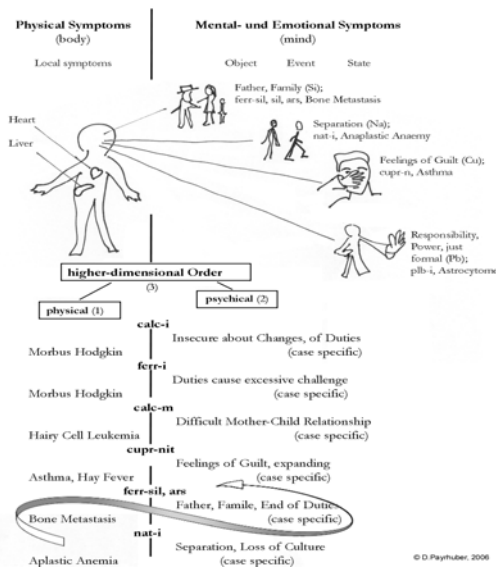 Physical Symptoms
(body)
Local symptoms
Mental- und Emotional Symptoms
(mind)
Object Event State
Father, Family (Si);
ferr-sil, sil, ars, Bone Metastasis
Heart
Liver
Separation (Na);
nat-i, Anaplastic Anaemy
Feelings of Guilt (Cu);
cupr-n, Asthma
Responsibility,
Power, just
formal (Pb);
plb-i, Astrocytome
higher-dimensional Order
(3)
physical (1)
psychical (2)
calc-i
Insecure about Changes, of Duties
Morbus Hodgkin (case specific)
ferr-i
Duties cause excessive challenge
Morbus Hodgkin (case specific)
calc-m
Difficult Mother-Child Relationship
Hairy Cell Leukemia (case specific)
cupr-nit
Feelings of Guilt, expanding
Asthma, Hay Fever (case specific)
ferr-sil, ars
Father, Famile, End of Duties
Bone Metastasis (case specific)
nat-i
Separation, Loss of Culture
Aplastic Anemia (case specific)
© D.Payrhuber, 2006